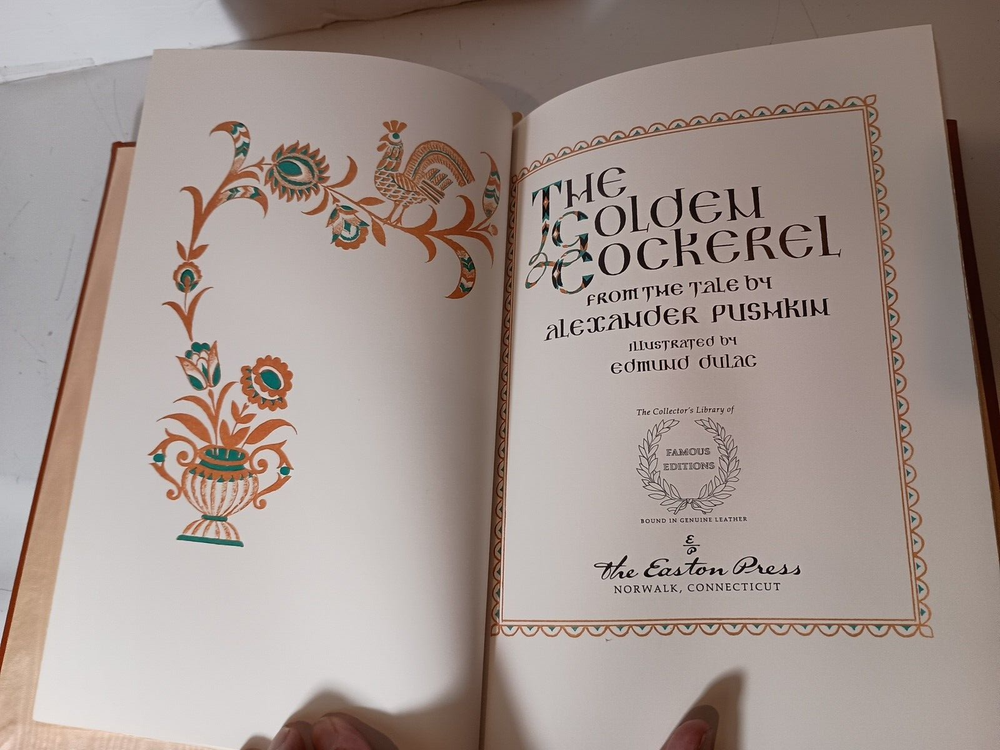 The
Golden
Cockerel
from the tale by
Alexander Pushkin
illustrated by
Edmund Dulac
The Collector's Library of
FAMOUS
EDITIONS
BOUND IN GENUINE LEATHER
E
P
The Easton Press
NORWALK, CONNECTICUT